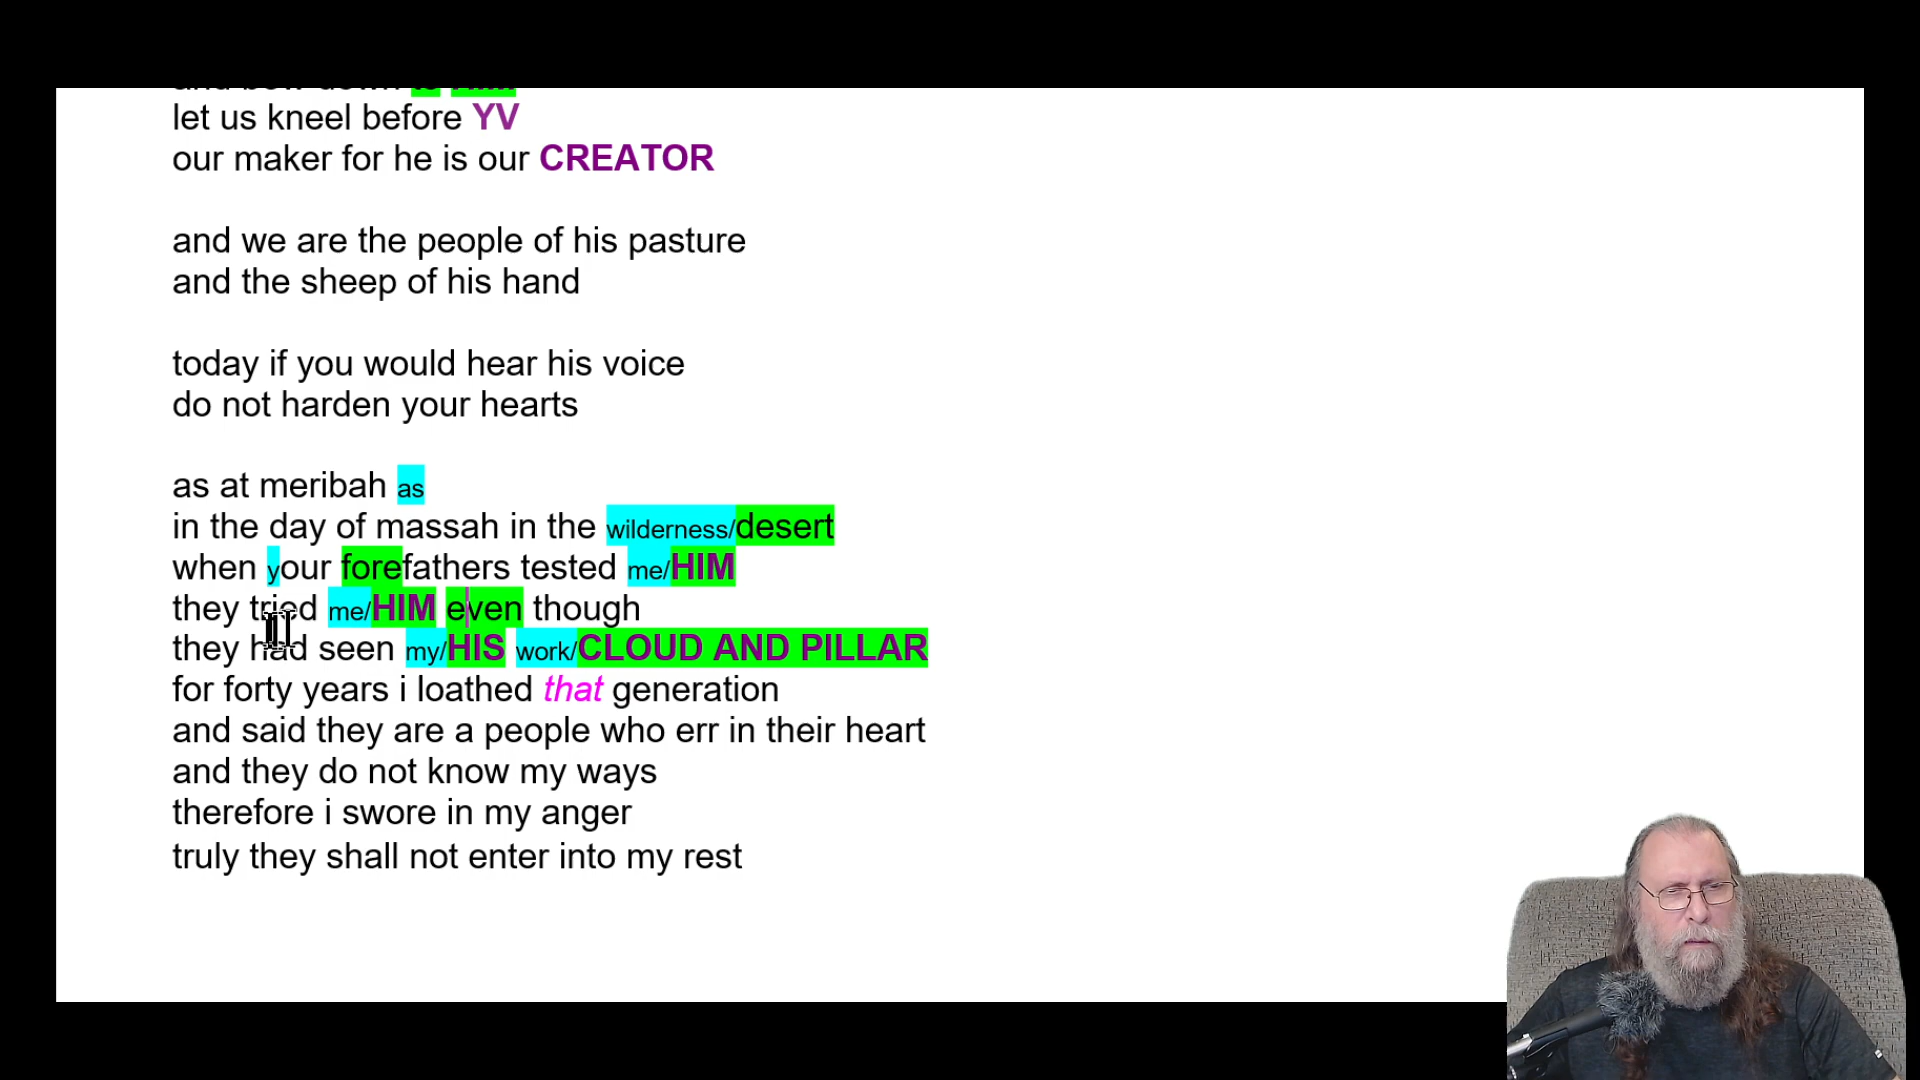 let us kneel before YV
our maker for he is our CREATOR
and we are the people of his pasture
and the sheep of his hand
today if you would hear his voice
do not harden your hearts
as at meribah as
in the day of massah in the wilderness/desert
when your forefathers tested me/HIM
they tried me/HIM even though
they had seen my/HIS work/CLOUD AND PILLAR
for forty years i loathed that generation
and said they are a people who err in their heart
and they do not know my ways
therefore i swore in my anger
truly they shall not enter into my rest